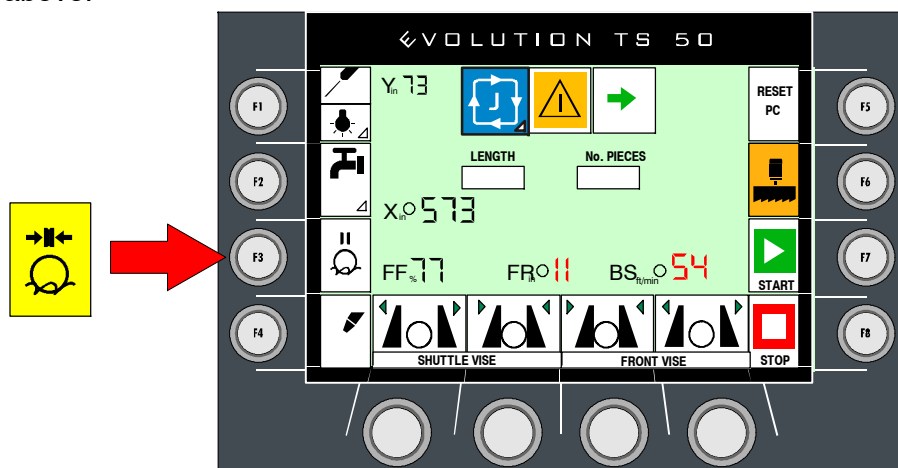 EVOLUTION TS 50
F1
Yin 73
J
RESET
PC
F5
F2
LENGTH
No. PIECES
F6
Xin 573
F3
FF% 77
FRin 11
BSft/min 54
START
F7
F4
SHUTTLE VISE
FRONT VISE
STOP
F8